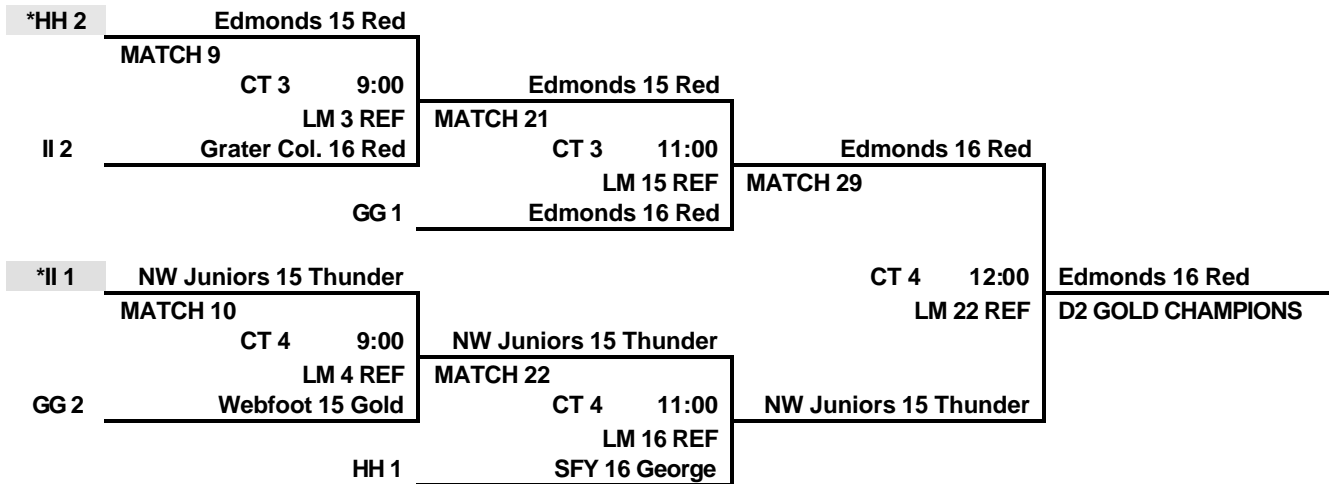 *HH 2 Edmonds 15 Red
MATCH 9
CT 3 9:00 Edmonds 15 Red
LM 3 REF MATCH 21
II 2 Grater Col. 16 Red CT 3 11:00 Edmonds 16 Red
LM 15 REF MATCH 29
GG 1 Edmonds 16 Red
*II 1 NW Juniors 15 Thunder CT 4 12:00 Edmonds 16 Red
MATCH 10 LM 22 REF D2 GOLD CHAMPIONS
CT 4 9:00 NW Juniors 15 Thunder
LM 4 REF MATCH 22
GG 2 Webfoot 15 Gold CT 4 11:00 NW Juniors 15 Thunder
LM 16 REF
HH 1 SFY 16 George